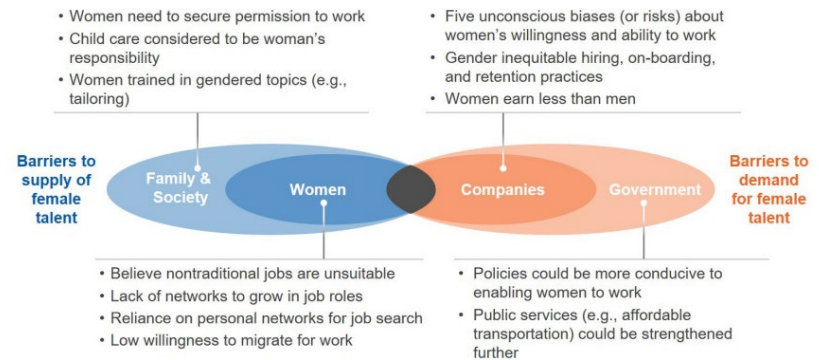 • Women need to secure permission to work
• Child care considered to be woman's
responsibility
• Women trained in gendered topics (e.g.,
tailoring)
• Five unconscious biases (or risks) about
women's willingness and ability to work
• Gender inequitable hiring, on-boarding,
and retention practices
• Women earn less than men
Barriers to
supply of
female
talent
Family &
Society
Women
Companies
Government
Barriers to
demand
for female
talent
• Believe nontraditional jobs are unsuitable
• Lack of networks to grow in job roles
• Reliance on personal networks for job search
• Low willingness to migrate for work
• Policies could be more conducive to
enabling women to work
• Public services (e.g., affordable
transportation) could be strengthened
further